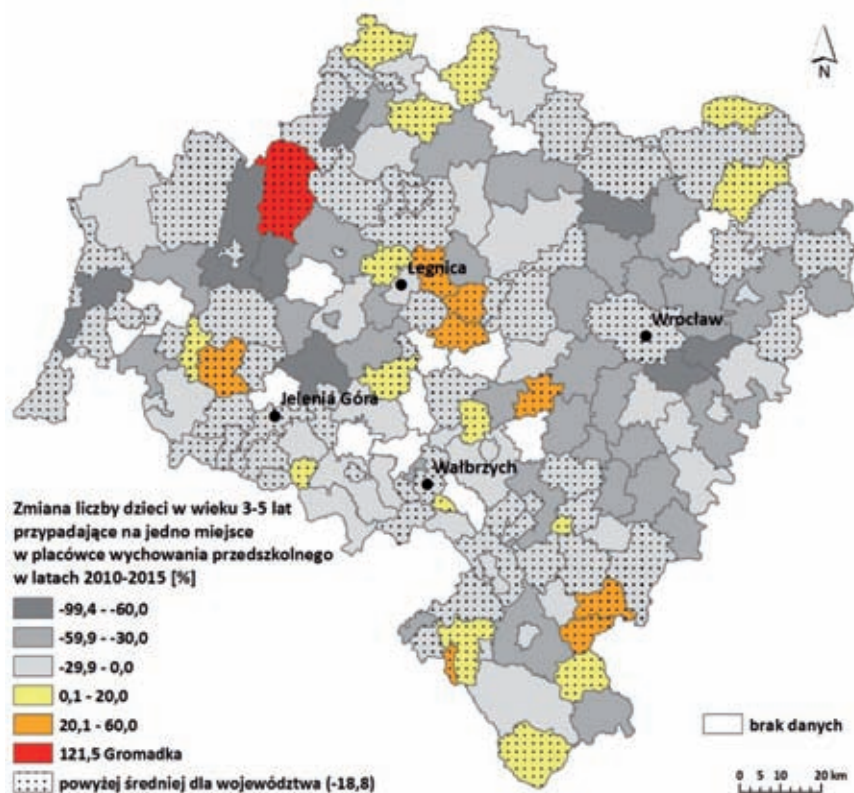 N
Legnica
Wrocław
Jelenia Góra
Wałbrzych
Zmiana liczby dzieci w wieku 3-5 lat
przypadające na jedno miejsce
w placówce wychowania przedszkolnego
w latach 2010-2015 [%]
-99,4 - -60,0
-59,9 - -30,0
-29,9 - 0,0
0,1 - 20,0
20,1 - 60,0
121,5 Gromadka
powyżej średniej dla województwa (-18,8)
brak danych
0 5 10 20 km